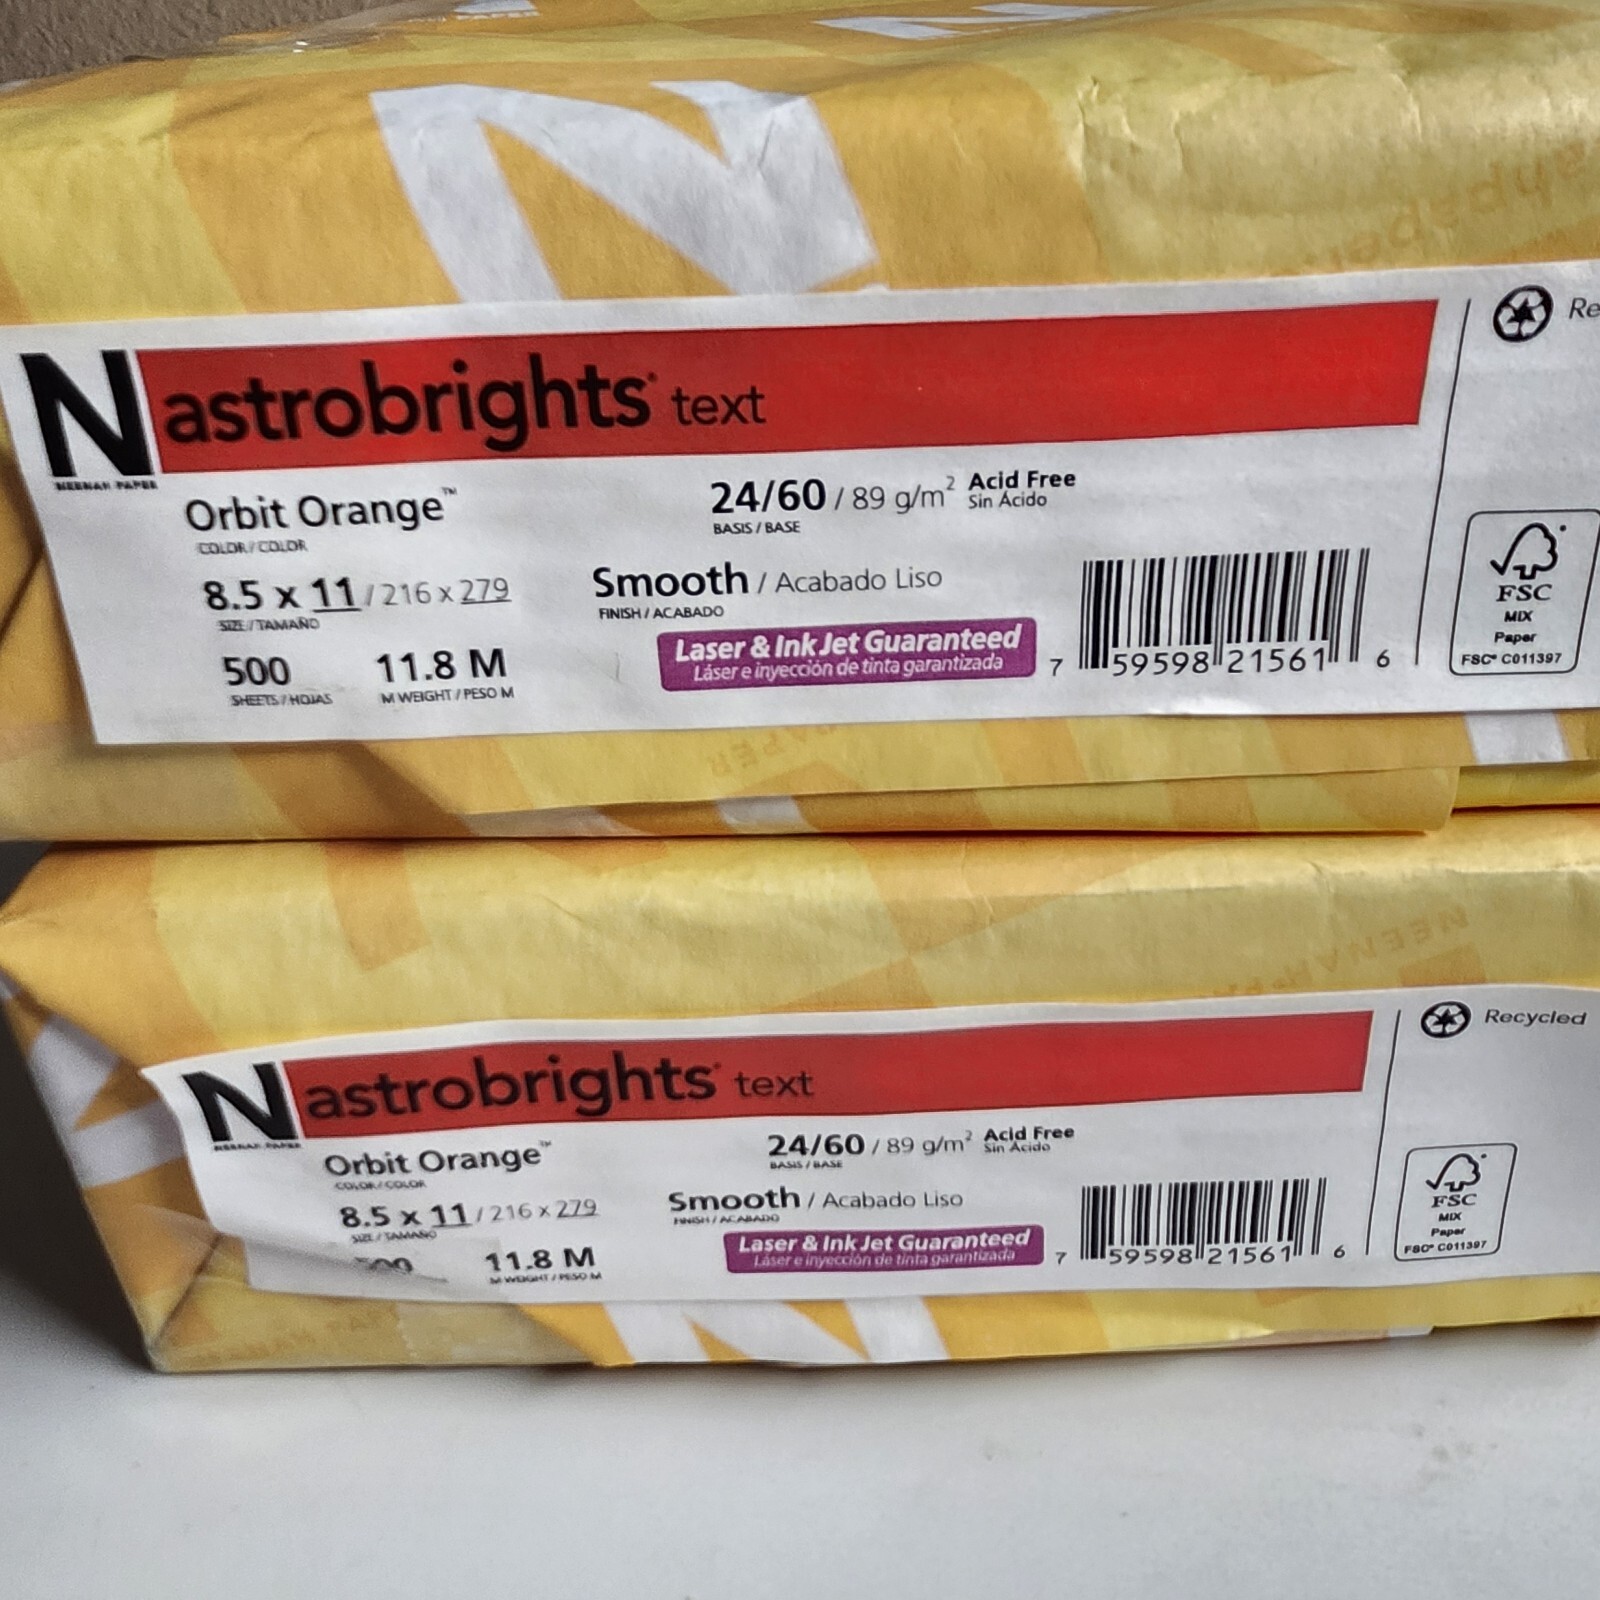 N astrobrights® text
NEENAH PAPER
Orbit Orange™
COLOR / COLOR
24/60 / 89 g/m² Acid Free
Sin Ácido
BASIS / BASE
8.5 x 11 / 216 x 279
SIZE / TAMAÑO
Smooth / Acabado Liso
FINISH / ACABADO
500
SHEETS / HOJAS
11.8 M
M WEIGHT / PESO M
Laser & Ink Jet Guaranteed
Láser e inyección de tinta garantizada
7 59598 21561 6
FSC
MIX
Paper
FSC® C011397
NEENAH
N astrobrights® text
NEENAH PAPER
Orbit Orange™
COLOR / COLOR
24/60 / 89 g/m² Acid Free
Sin Ácido
BASIS / BASE
8.5 x 11 / 216 x 279
SIZE / TAMAÑO
Smooth / Acabado Liso
FINISH / ACABADO
11.8 M
M WEIGHT / PESO M
Laser & Ink Jet Guaranteed
Láser e inyección de tinta garantizada
7 59598 21561 6
Recycled
FSC
MIX
Paper
FSC® C011397